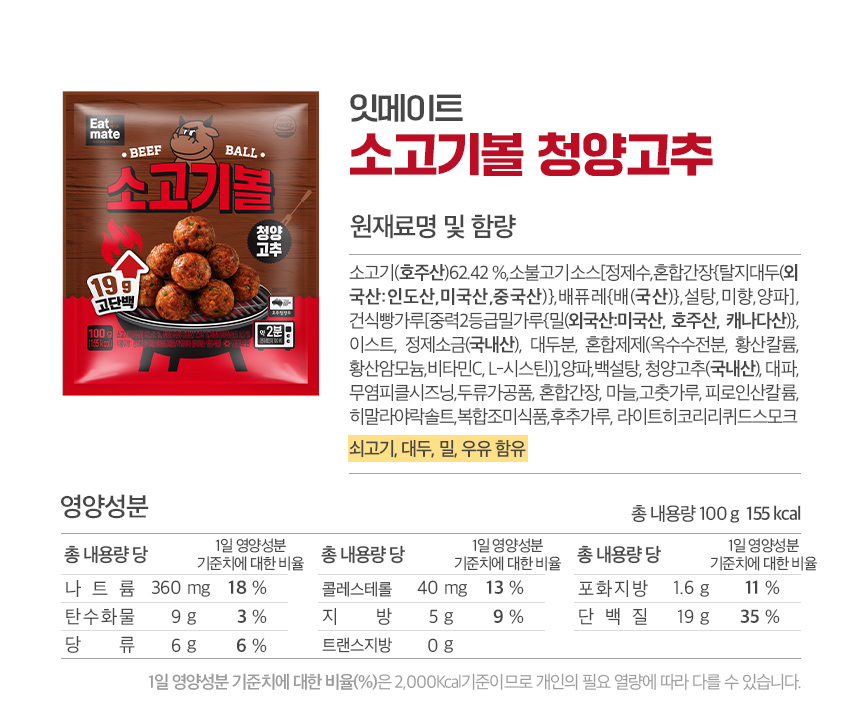 Eat
mate
BEEF BALL
소고기볼
청양
고추
19g
고단백
100 g
(155 kcal)
약2분
잇메이트
소고기볼 청양고추
원재료명 및 함량
소고기(호주산)62.42 %,소불고기소스[정제수,혼합간장{탈지대두(외
국산:인도산,미국산,중국산)},배퓨레{배(국산)},설탕,미향,양파],
건식빵가루[중력2등급밀가루{밀(외국산:미국산, 호주산, 캐나다산)},
이스트, 정제소금(국내산), 대두분, 혼합제제(옥수수전분, 황산칼륨,
황산암모늄,비타민C, L-시스틴)],양파,백설탕, 청양고추(국내산), 대파,
무염피클시즈닝,두류가공품, 혼합간장, 마늘,고춧가루, 피로인산칼륨,
히말라야락솔트,복합조미식품,후추가루, 라이트히코리리퀴드스모크
쇠고기, 대두, 밀, 우유 함유
영양성분
총 내용량 100 g 155 kcal
총 내용량 당 1일 영양성분 기준치에 대한 비율 총 내용량 당 1일 영양성분 기준치에 대한 비율 총 내용량 당 1일 영양성분 기준치에 대한 비율
나 트 륨 360 mg 18 % 콜레스테롤 40 mg 13 % 포화지방 1.6 g 11 %
탄수화물 9 g 3 % 지 방 5 g 9 % 단 백 질 19 g 35 %
당 류 6 g 6 % 트랜스지방 0 g
1일 영양성분 기준치에 대한 비율(%)은 2,000Kcal기준이므로 개인의 필요 열량에 따라 다를 수 있습니다.